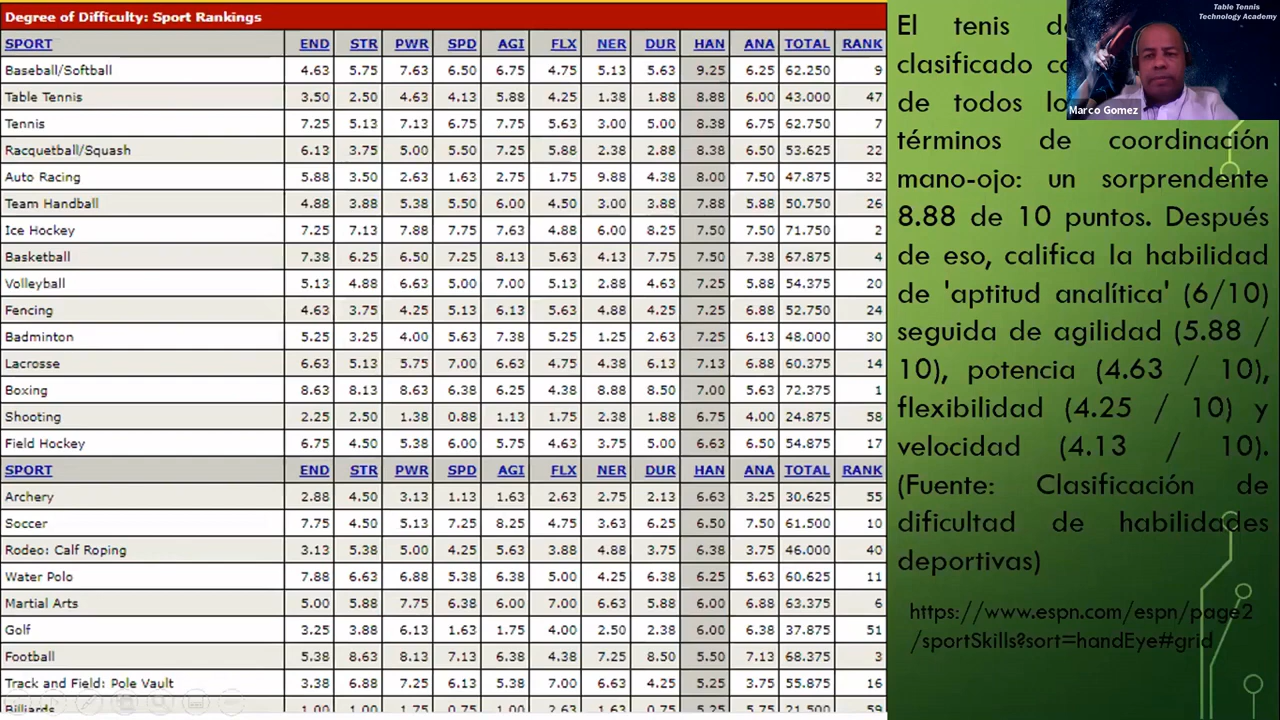 Degree of Difficulty: Sport Rankings
SPORT END STR PWR SPD AGI FLX NER DUR HAN ANA TOTAL RANK
Baseball/Softball 4.63 5.75 7.63 6.50 6.75 4.75 5.13 5.63 9.25 6.25 62.250 9
Table Tennis 3.50 2.50 4.63 4.13 5.88 4.25 1.38 1.88 8.88 6.00 43.000 47
Tennis 7.25 5.13 7.13 6.75 7.75 5.63 3.00 5.00 8.38 6.75 62.750 7
Racquetball/Squash 6.13 3.75 5.00 5.50 7.25 5.88 2.38 2.88 8.38 6.50 53.625 22
Auto Racing 5.88 3.50 2.63 1.63 2.75 1.75 9.88 4.38 8.00 7.50 47.875 32
Team Handball 4.88 3.88 5.38 5.50 6.00 4.50 3.00 3.88 7.88 5.88 50.750 26
Ice Hockey 7.25 7.13 7.88 7.75 7.63 4.88 6.00 8.25 7.50 7.50 71.750 2
Basketball 7.38 6.25 6.50 7.25 8.13 5.63 4.13 7.75 7.50 7.38 67.875 4
Volleyball 5.13 4.88 6.63 5.00 7.00 5.13 2.88 4.63 7.25 5.88 54.375 20
Fencing 4.63 3.75 4.25 5.13 6.13 5.63 4.88 4.25 7.25 6.88 52.750 24
Badminton 5.25 3.25 4.00 5.63 7.38 5.25 1.25 2.63 7.25 6.13 48.000 30
Lacrosse 6.63 5.13 5.75 7.00 6.63 4.75 4.38 6.13 7.13 6.88 60.375 14
Boxing 8.63 8.13 8.63 6.38 6.25 4.38 8.88 8.50 7.00 5.63 72.375 1
Shooting 2.25 2.50 1.38 0.88 1.13 1.75 2.38 1.88 6.75 4.00 24.875 58
Field Hockey 6.75 4.50 5.38 6.00 5.75 4.63 3.75 5.00 6.63 6.50 54.875 17
SPORT END STR PWR SPD AGI FLX NER DUR HAN ANA TOTAL RANK
Archery 2.88 4.50 3.13 1.13 1.63 2.63 2.75 2.13 6.63 3.25 30.625 55
Soccer 7.75 4.50 5.13 7.25 8.25 4.75 3.63 6.25 6.50 7.50 61.500 10
Rodeo: Calf Roping 3.13 5.38 5.00 4.25 5.63 3.88 4.88 3.75 6.38 3.75 46.000 40
Water Polo 7.88 6.63 6.88 5.38 6.38 5.00 4.25 6.38 6.25 5.63 60.625 11
Martial Arts 5.00 5.88 7.75 6.38 6.00 7.00 6.63 5.88 6.00 6.88 63.375 6
Golf 3.25 3.88 6.13 1.63 1.75 4.00 2.50 2.38 6.00 6.38 37.875 51
Football 5.38 8.63 8.13 7.13 6.38 4.38 7.25 8.50 5.50 7.13 68.375 3
Track and Field: Pole Vault 3.38 6.88 7.25 6.13 5.38 7.00 6.63 4.25 5.25 3.75 55.875 16
Billiards 1.00 1.00 1.75 0.75 1.00 2.63 1.63 0.75 5.25 5.75 21.500 59
El tenis
clasificado
de todos
términos de coordinación
mano-ojo: un sorprendente
8.88 de 10 puntos. Después
de eso, califica la habilidad
de 'aptitud analítica' (6/10)
seguida de agilidad (5.88 /
10), potencia (4.63 / 10),
flexibilidad (4.25 / 10) y
velocidad (4.13 / 10).
(Fuente: Clasificación de
dificultad de habilidades
deportivas)
https://www.espn.com/espn/page2
/sportSkills?sort=handEye#grid
Table Tennis
Technology Academy
Marco Gomez